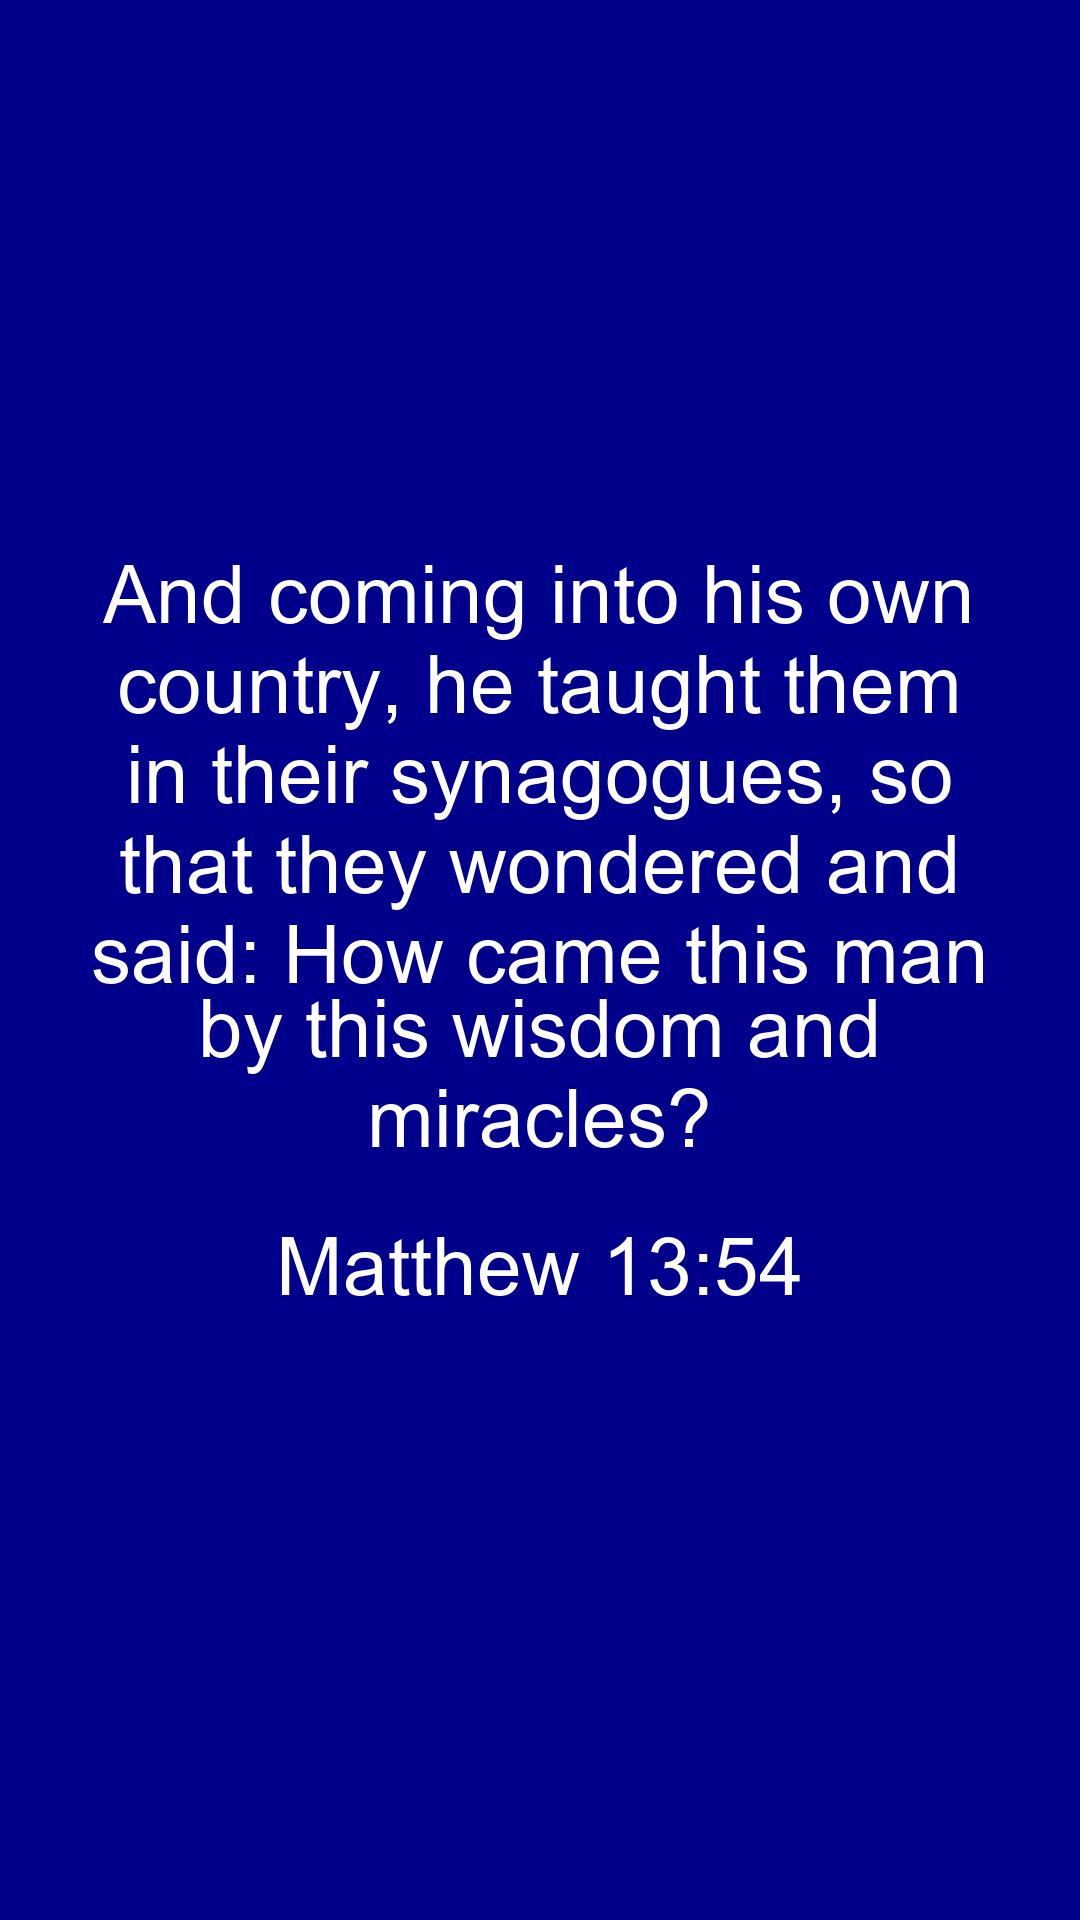 And coming into his own
country, he taught them
in their synagogues, so
that they wondered and
said: How came this man
by this wisdom and
miracles?
Matthew 13:54